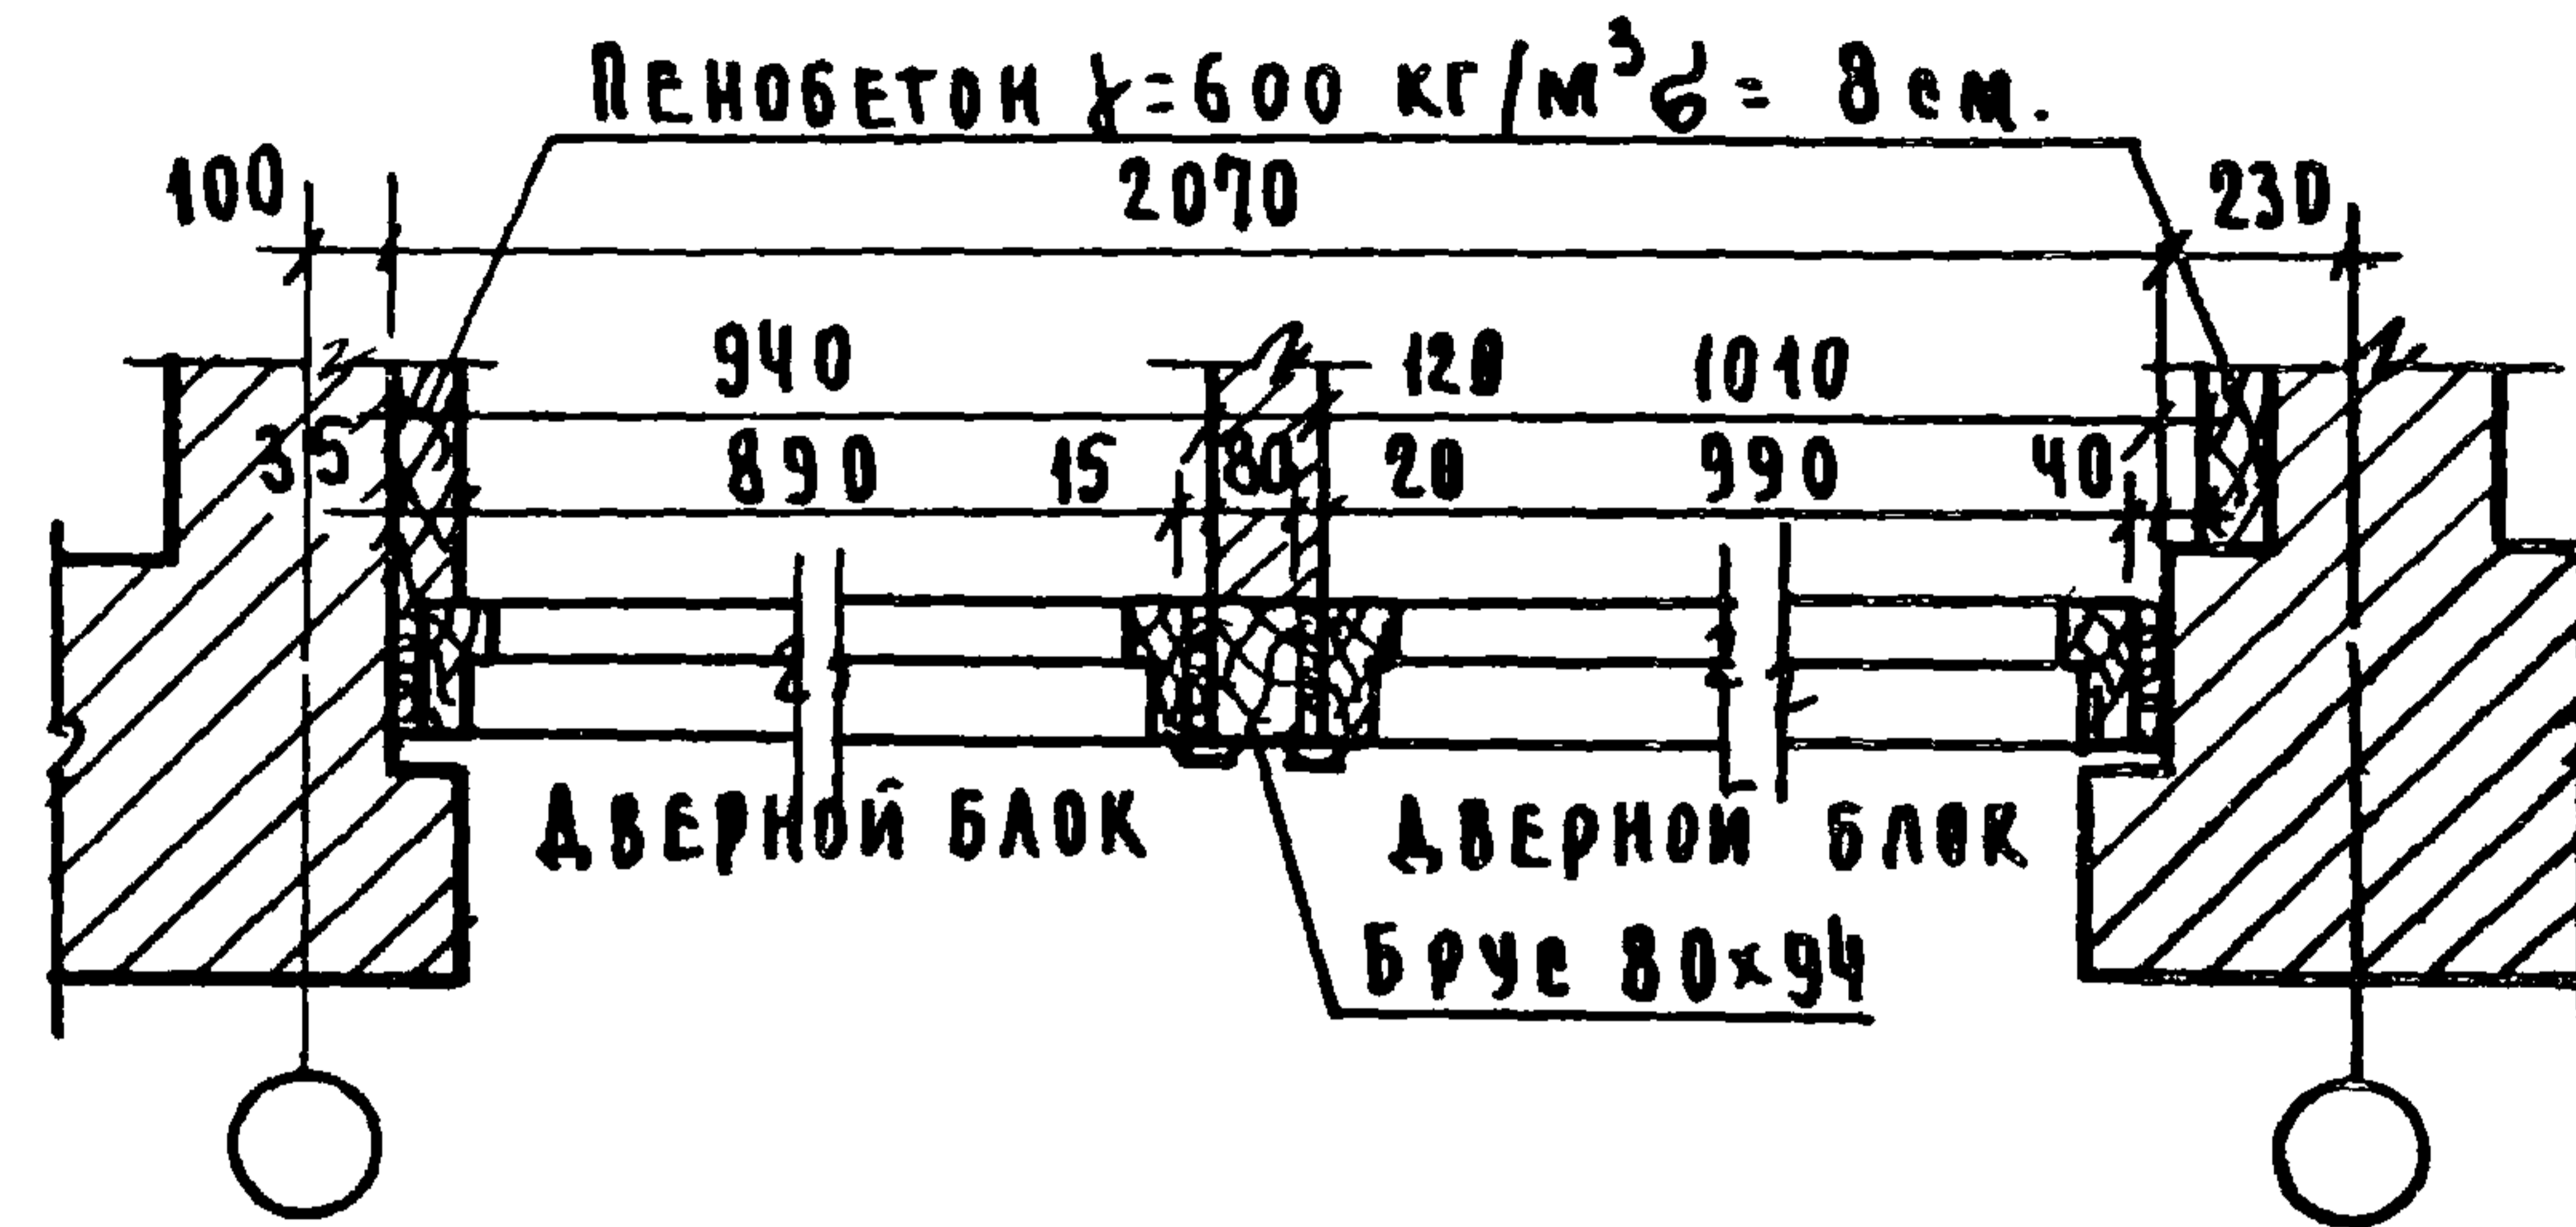 ПЕНОБЕТОН γ=600 кг/м³ б= 8 см.
100 2070 230
940 120 1010
35 890 15 80 20 990 40
ДВЕРНОЙ БЛОК ДВЕРНОЙ БЛОК
БРУС 80×94